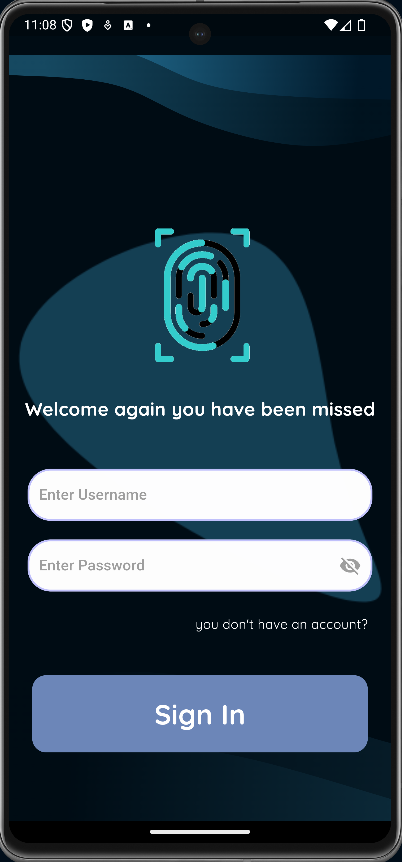 11:08
Welcome again you have been missed
Enter Username
Enter Password
you don't have an account?
Sign In